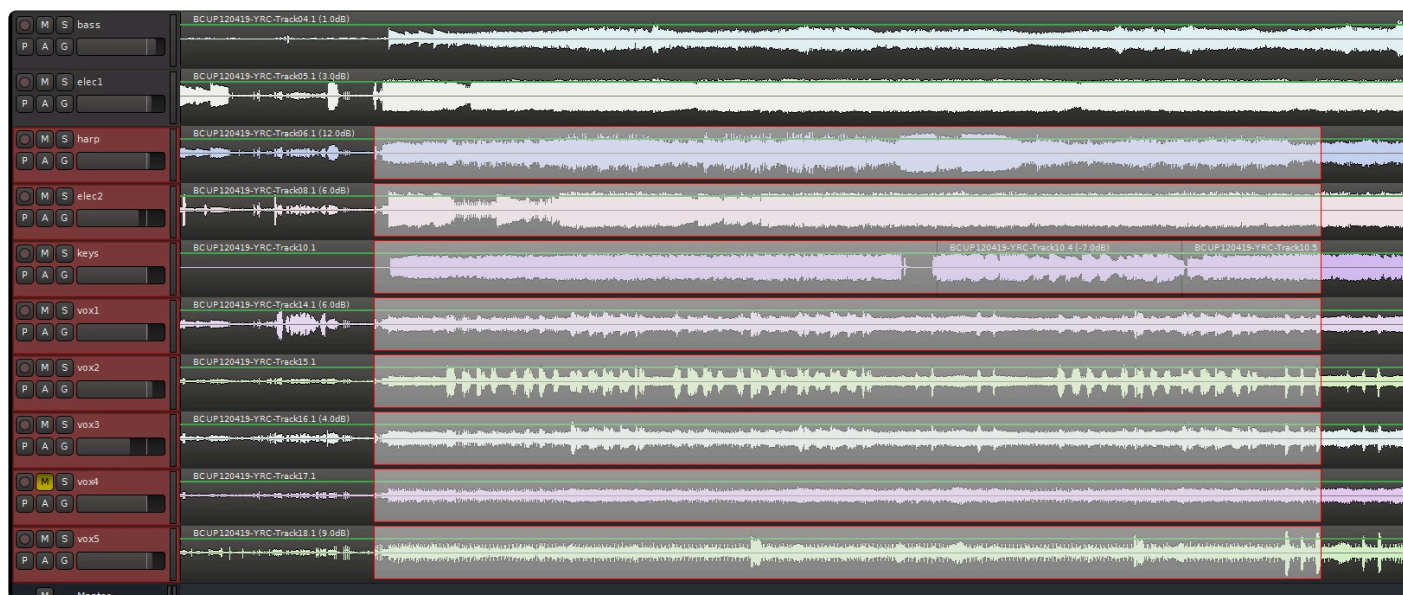 M S bass BCUP120419-YRC-Track04.1 (1.0dB)
P A G
M S elec1 BCUP120419-YRC-Track05.1 (3.0dB)
P A G
M S harp BCUP120419-YRC-Track06.1 (12.0dB)
P A G
M S elec2 BCUP120419-YRC-Track08.1 (6.0dB)
P A G
M S keys BCUP120419-YRC-Track10.1 BCUP120419-YRC-Track10.4 (-7.0dB) BCUP120419-YRC-Track10.5
P A G
M S vox1 BCUP120419-YRC-Track14.1 (6.0dB)
P A G
M S vox2 BCUP120419-YRC-Track15.1
P A G
M S vox3 BCUP120419-YRC-Track16.1 (4.0dB)
P A G
M S vox4 BCUP120419-YRC-Track17.1
P A G
M S vox5 BCUP120419-YRC-Track18.1 (9.0dB)
P A G
M Master